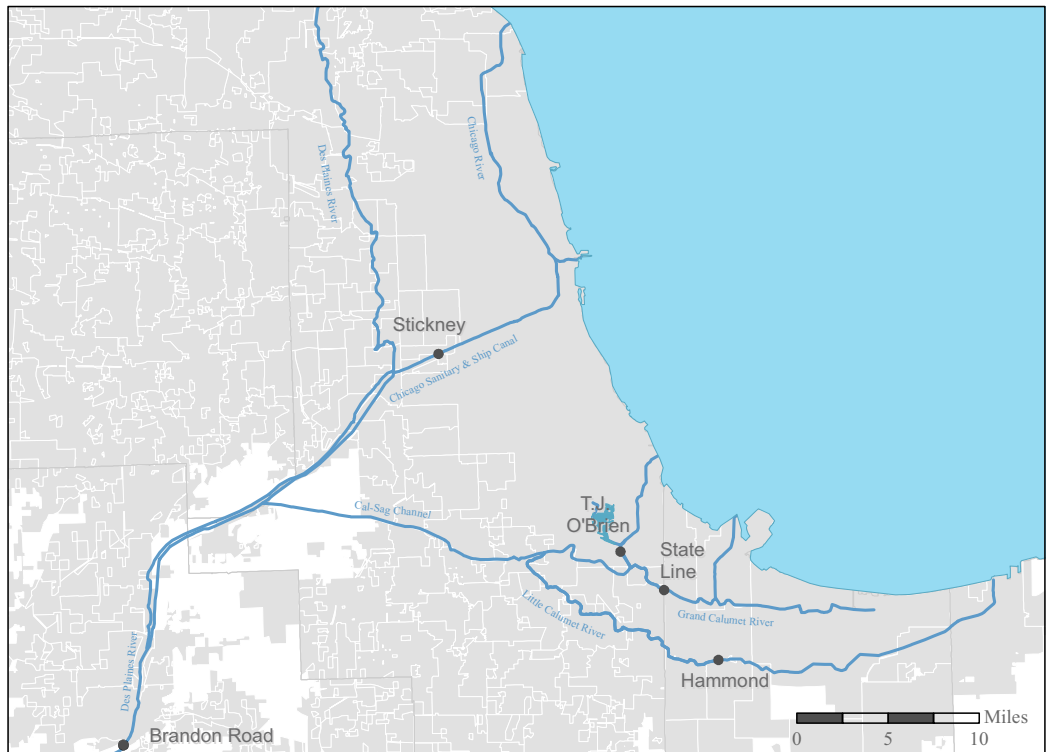 Chicago River
Des Plaines River
Stickney
Chicago Sanitary & Ship Canal
T.J.
O'Brien
Cal-Sag Channel
State
Line
Little Calumet River
Grand Calumet River
Hammond
Des Plaines River
Brandon Road
Miles
0
5
10